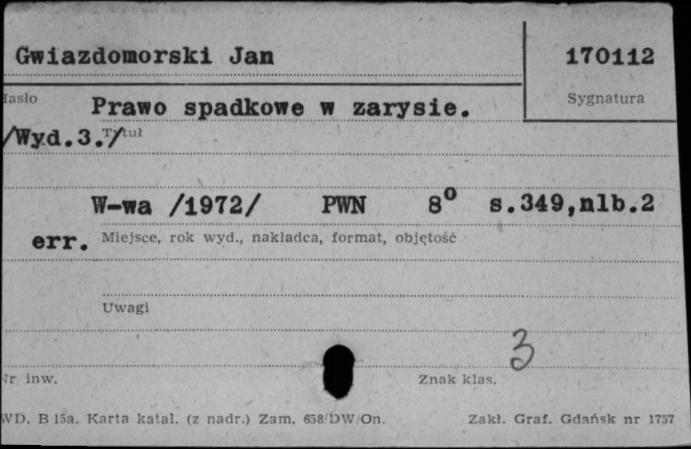 Gwiazdomorski Jan 170112
Hasło Prawo spadkowe w zarysie. Sygnatura
/Wyd.3./ Tytuł
W-wa /1972/ PWN 8° s.349,nlb.2
err. Miejsce, rok wyd., nakładca, format, objętość
Uwagi
3
Nr inw. Znak klas.
WD. B 15a. Karta katal. (z nadr.) Zam. 658/DW/On. Zakł. Graf. Gdańsk nr 1757